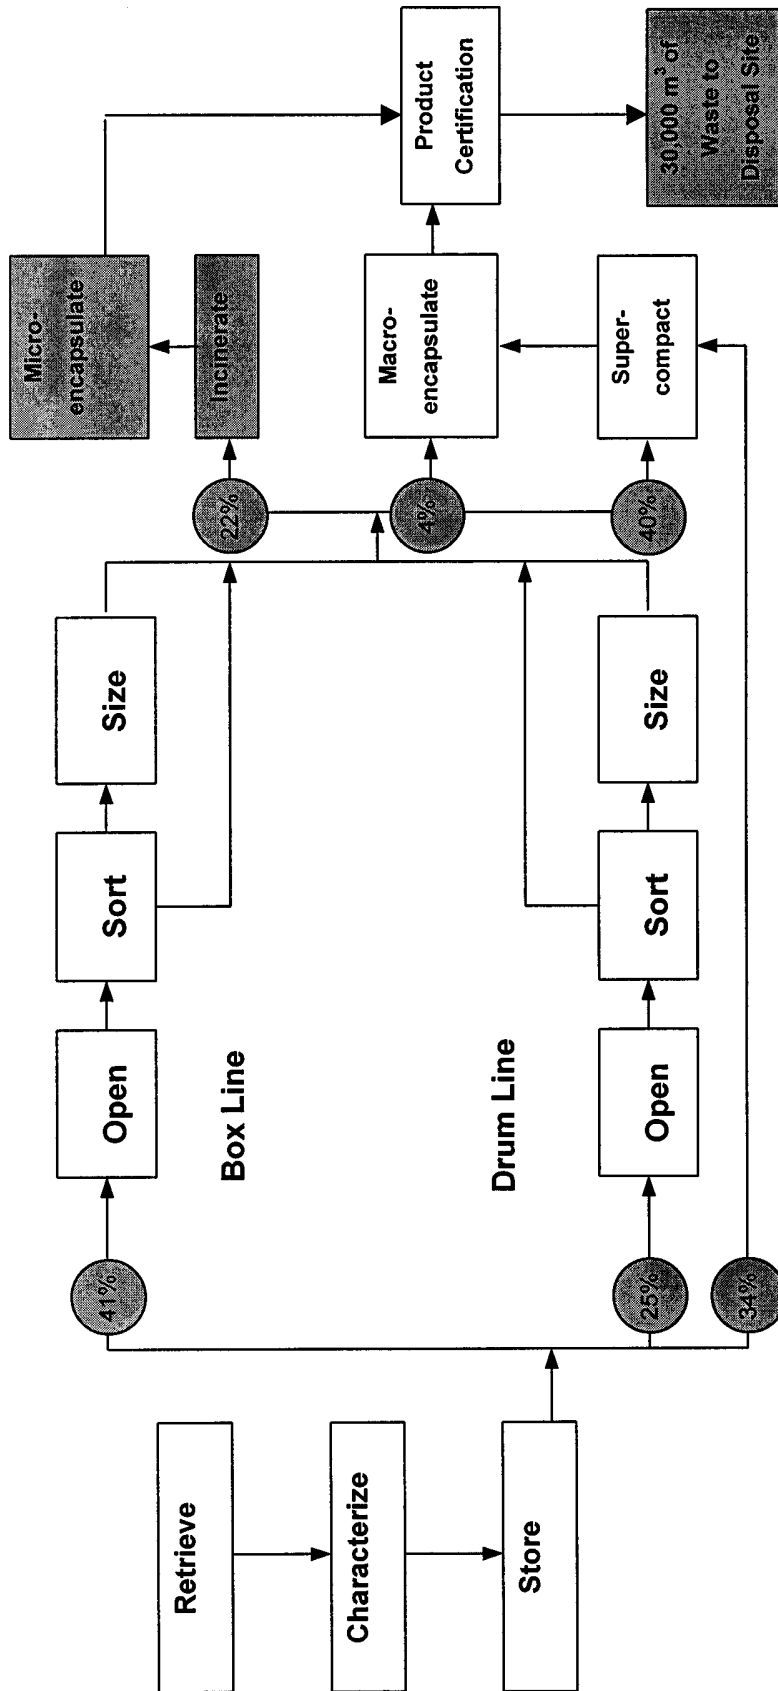 Retrieve
Characterize
Store
41%
25%
34%
Open
Sort
Size
Box Line
Drum Line
Open
Sort
Size
22%
4%
40%
Micro-
encapsulate
Incinerate
Macro-
encapsulate
Super-
compact
Product
Certification
30,000 m³ of
Waste to
Disposal Site